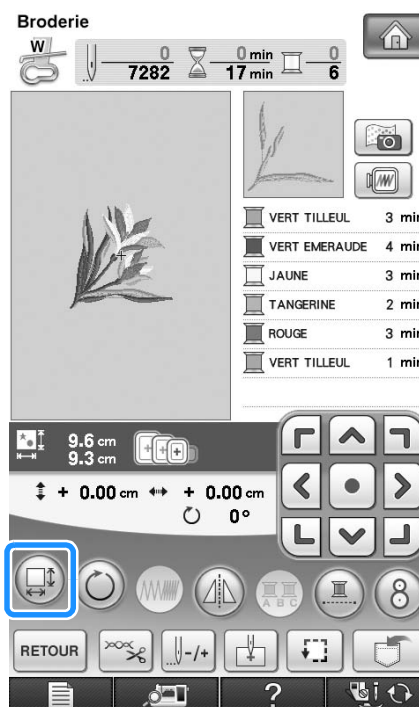 Broderie
W
0
7282
0 min
17 min
0
6
VERT TILLEUL 3 min
VERT EMERAUDE 4 min
JAUNE 3 min
TANGERINE 2 min
ROUGE 3 min
VERT TILLEUL 1 min
9.6 cm
9.3 cm
+ 0.00 cm + 0.00 cm
0°
A B C
8
RETOUR
-/+
?